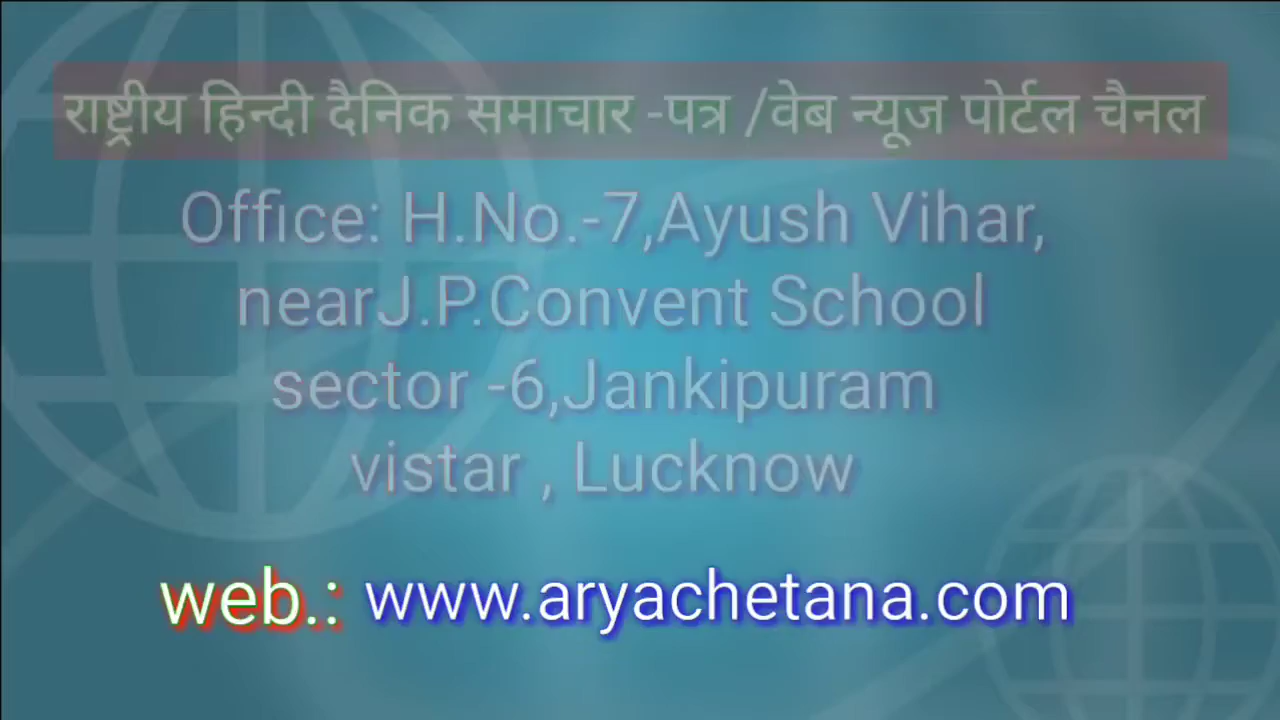 राष्ट्रीय हिन्दी दैनिक समाचार -पत्र /वेब न्यूज पोर्टल चैनल
Office: H.No.-7,Ayush Vihar,
nearJ.P.Convent School
sector -6,Jankipuram
vistar , Lucknow
web.: www.aryachetana.com